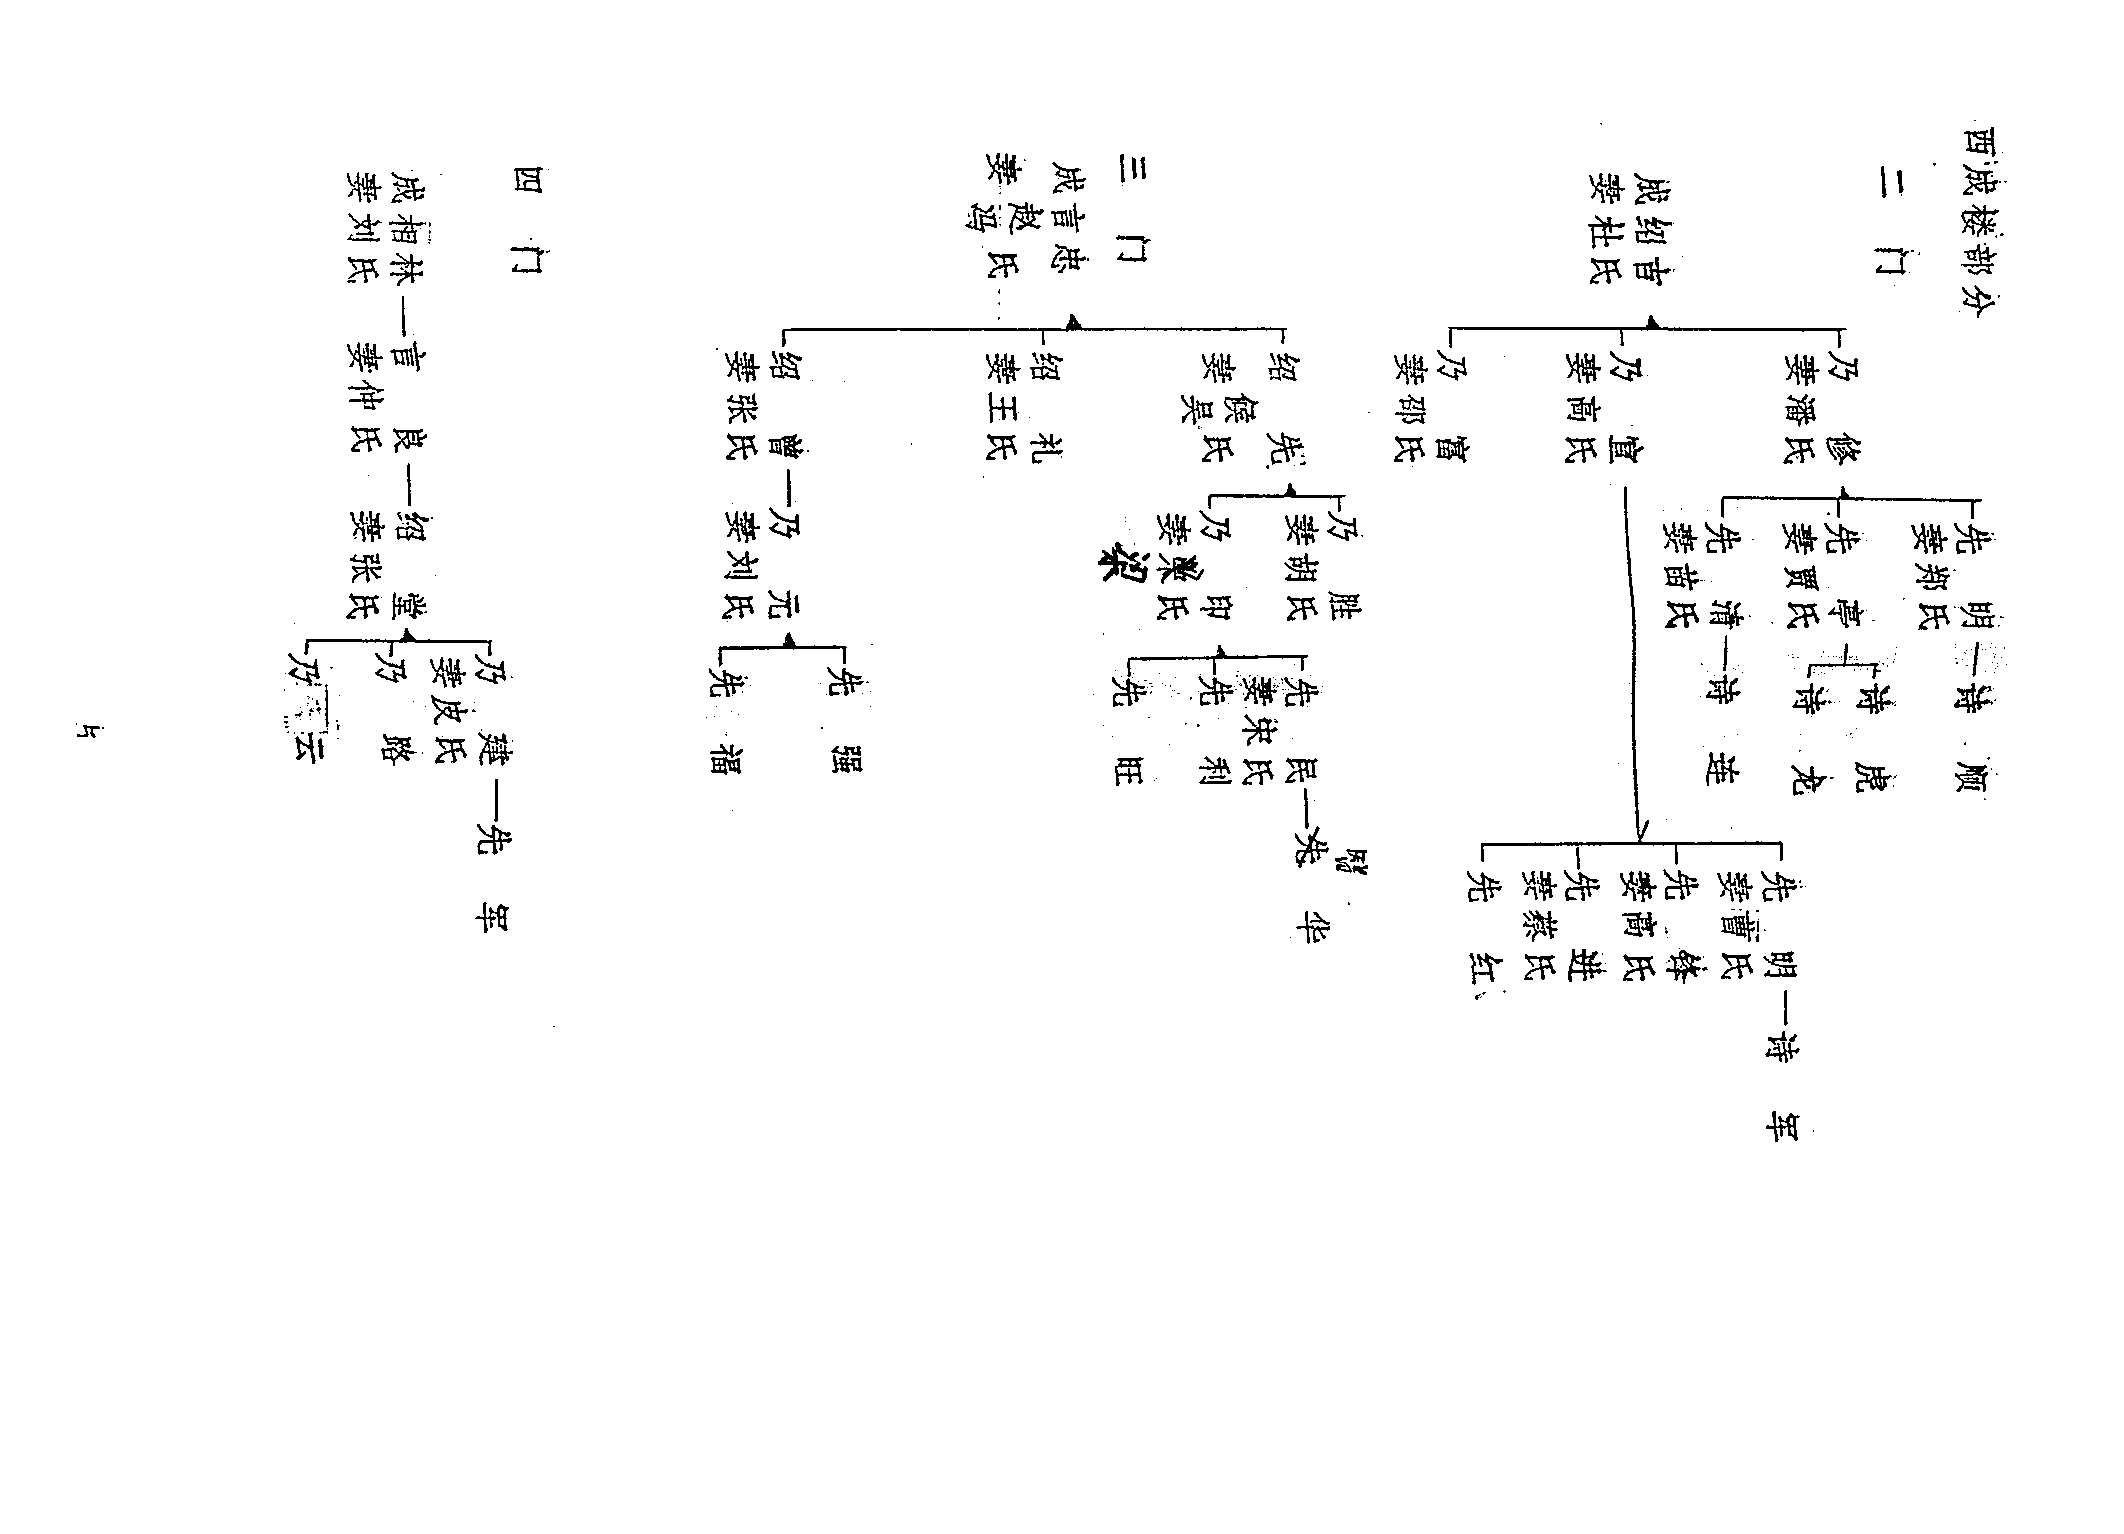 西成楼部分
二门
成绍言
妻杜氏
乃修
妻潘氏
先明
妻郑氏
诗顺
先亭
妻贾氏
诗虎
诗龙
先清
妻苗氏
诗连
乃宣
妻高氏
先明
妻曹氏
诗军
先锋
妻高氏
先进
妻蔡氏
先红
乃富
妻邵氏
三门
成言忠
妻赵冯氏
绍先
妻侯吴氏
乃胜
妻胡氏
乃印
妻梁氏
梁
先民
妻宋氏
先华
先利
先旺
绍礼
妻王氏
绍曾
妻张氏
乃元
妻刘氏
先强
先福
四门
成相林
妻刘氏
言良
妻仲氏
绍堂
妻张氏
乃建
妻皮氏
先军
乃路
乃云